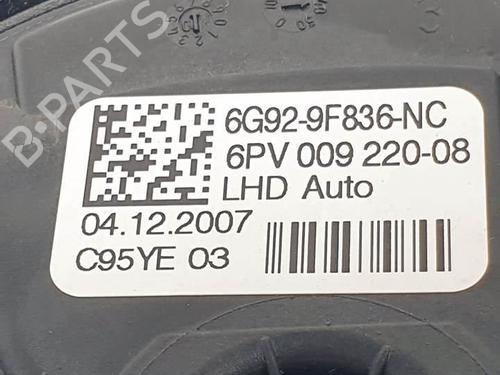 6G92-9F836-NC
6PV 009 220-08
LHD Auto
04.12.2007
C95YE 03
B-PARTS